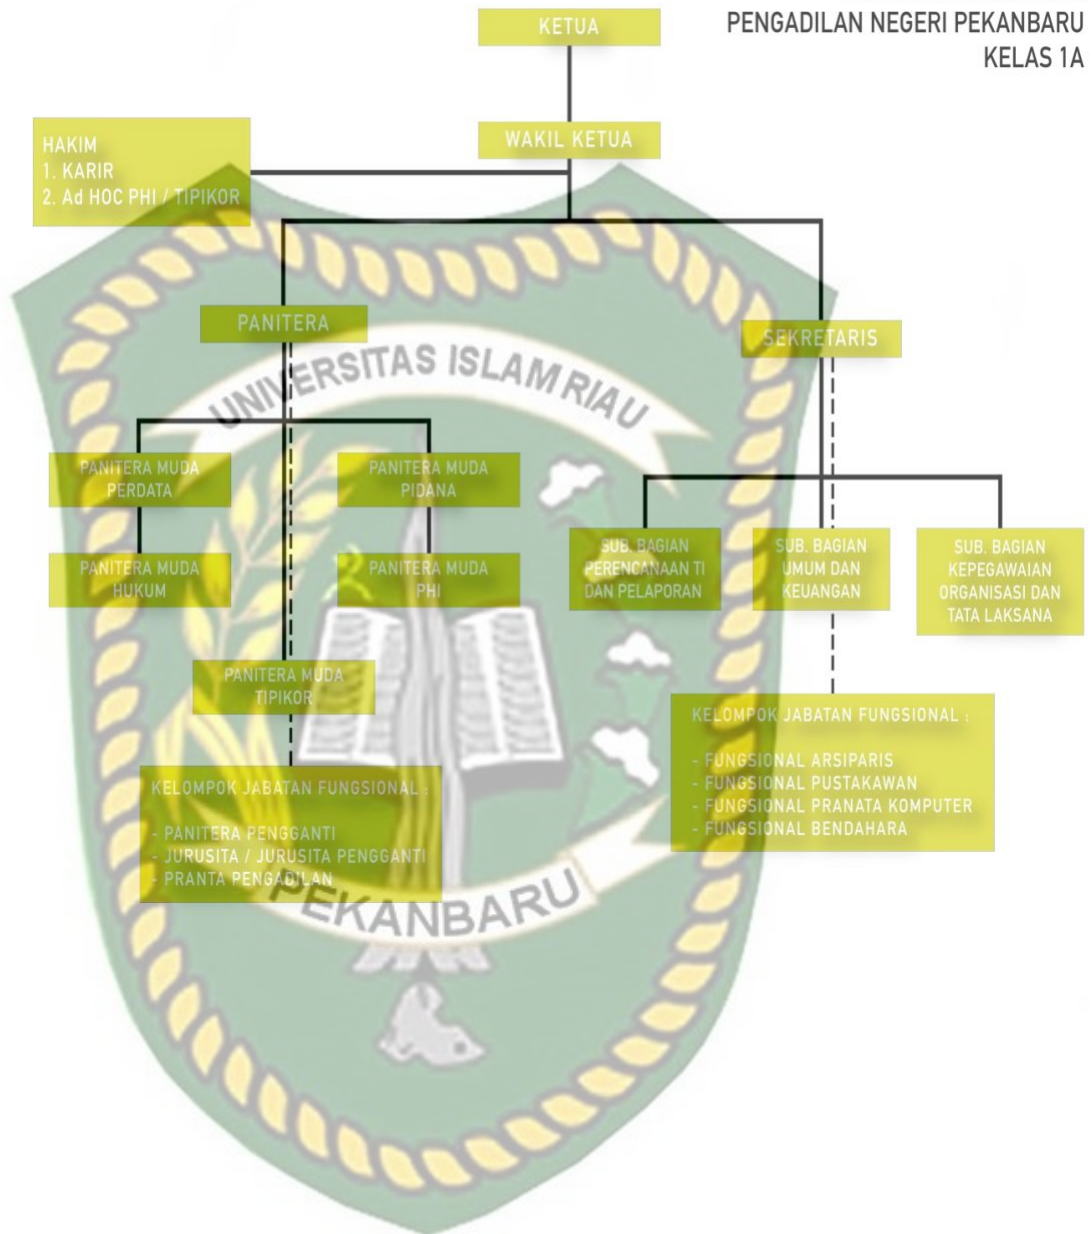 PENGADILAN NEGERI PEKANBARU
KELAS 1A
KETUA
WAKIL KETUA
HAKIM
1. KARIR
2. Ad HOC PHI / TIPIKOR
PANITERA
SEKRETARIS
UNIVERSITAS ISLAM RIAU
PANITERA MUDA
PERDATA
PANITERA MUDA
PIDANA
PANITERA MUDA
HUKUM
PANITERA MUDA
PHI
SUB. BAGIAN
PERENCANAAN TI
DAN PELAPORAN
SUB. BAGIAN
UMUM DAN
KEUANGAN
SUB. BAGIAN
KEPEGAWAIAN
ORGANISASI DAN
TATA LAKSANA
PANITERA MUDA
TIPIKOR
KELOMPOK JABATAN FUNGSIONAL :
- PANITERA PENGGANTI
- JURUSITA / JURUSITA PENGGANTI
- PRANTA PENGADILAN
KELOMPOK JABATAN FUNGSIONAL :
- FUNGSIONAL ARSIPARIS
- FUNGSIONAL PUSTAKAWAN
- FUNGSIONAL PRANATA KOMPUTER
- FUNGSIONAL BENDAHARA
PEKANBARU